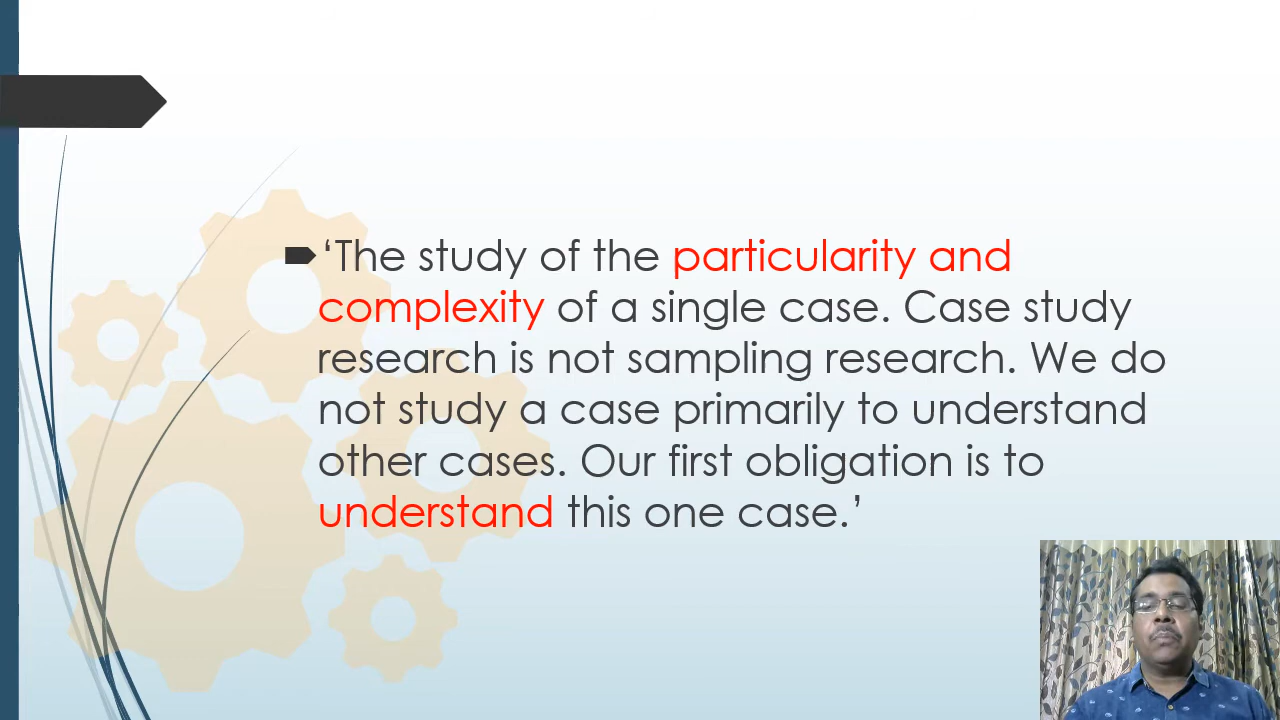 ‘The study of the particularity and
complexity of a single case. Case study
research is not sampling research. We do
not study a case primarily to understand
other cases. Our first obligation is to
understand this one case.’